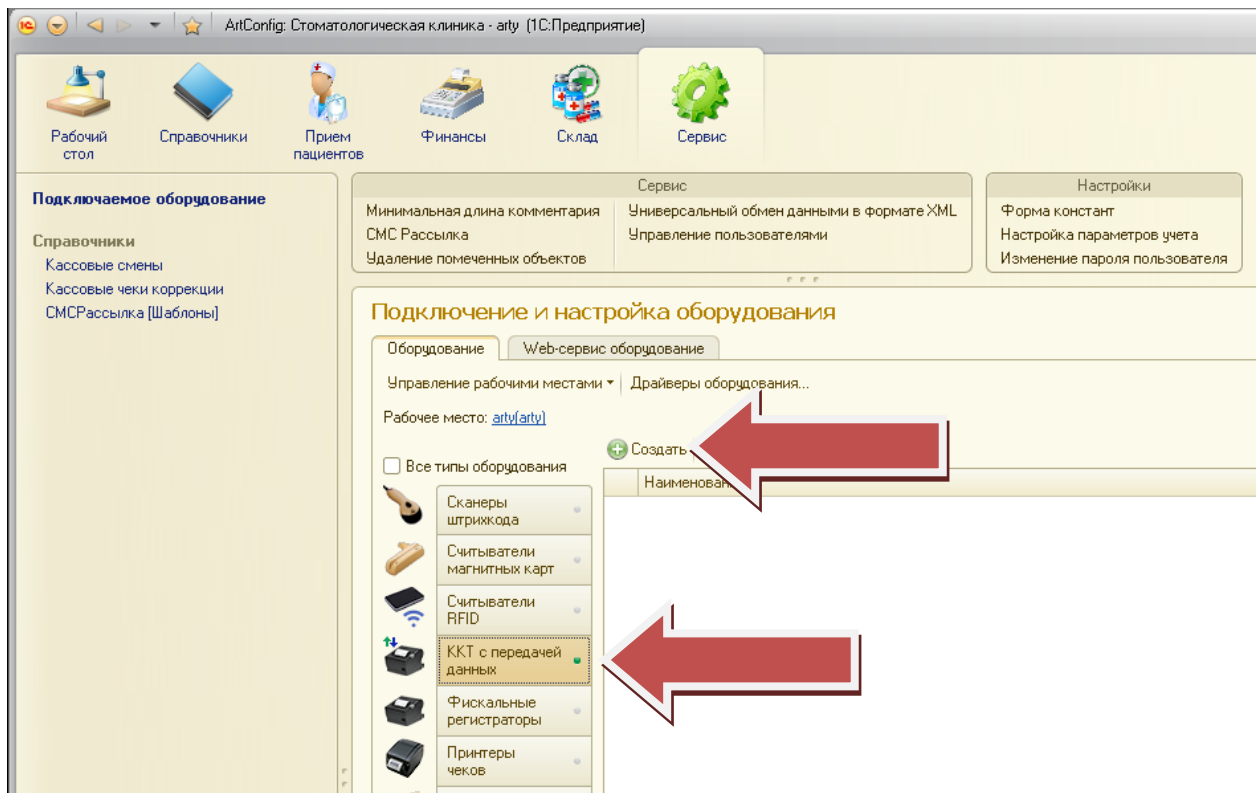 ArtConfig: Стоматологическая клиника - arty (1С:Предприятие)
Рабочий
стол
Справочники
Прием
пациентов
Финансы
Склад
Сервис
Подключаемое оборудование
Справочники
Кассовые смены
Кассовые чеки коррекции
СМСРассылка [Шаблоны]
Сервис
Минимальная длина комментария
СМС Рассылка
Удаление помеченных объектов
Универсальный обмен данными в формате XML
Управление пользователями
Настройки
Форма констант
Настройка параметров учета
Изменение пароля пользователя
Подключение и настройка оборудования
Оборудование
Web-сервис оборудование
Управление рабочими местами
Драйверы оборудования...
Рабочее место: arty(arty)
Создать
Все типы оборудования
Сканеры
штрихкода
Считыватели
магнитных карт
Считыватели
RFID
ККТ с передачей
данных
Фискальные
регистраторы
Принтеры
чеков